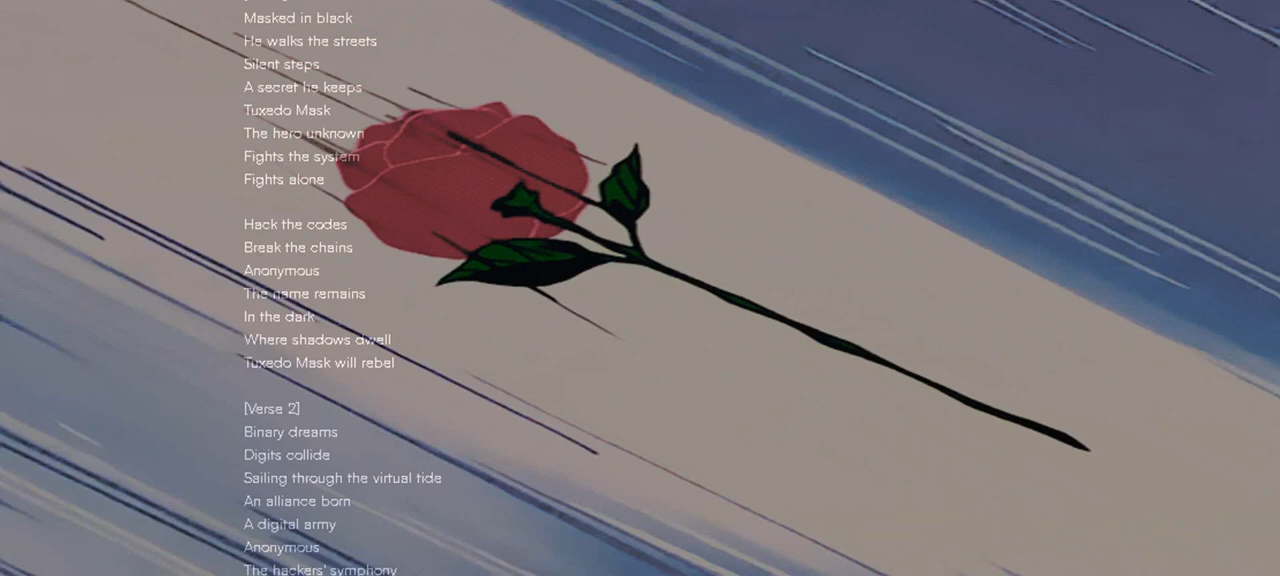 Masked in black
He walks the streets
Silent steps
A secret he keeps
Tuxedo Mask
The hero unknown
Fights the system
Fights alone
Hack the codes
Break the chains
Anonymous
The name remains
In the dark
Where shadows dwell
Tuxedo Mask will rebel
[Verse 2]
Binary dreams
Digits collide
Sailing through the virtual tide
An alliance born
A digital army
Anonymous
The hackers' symphony